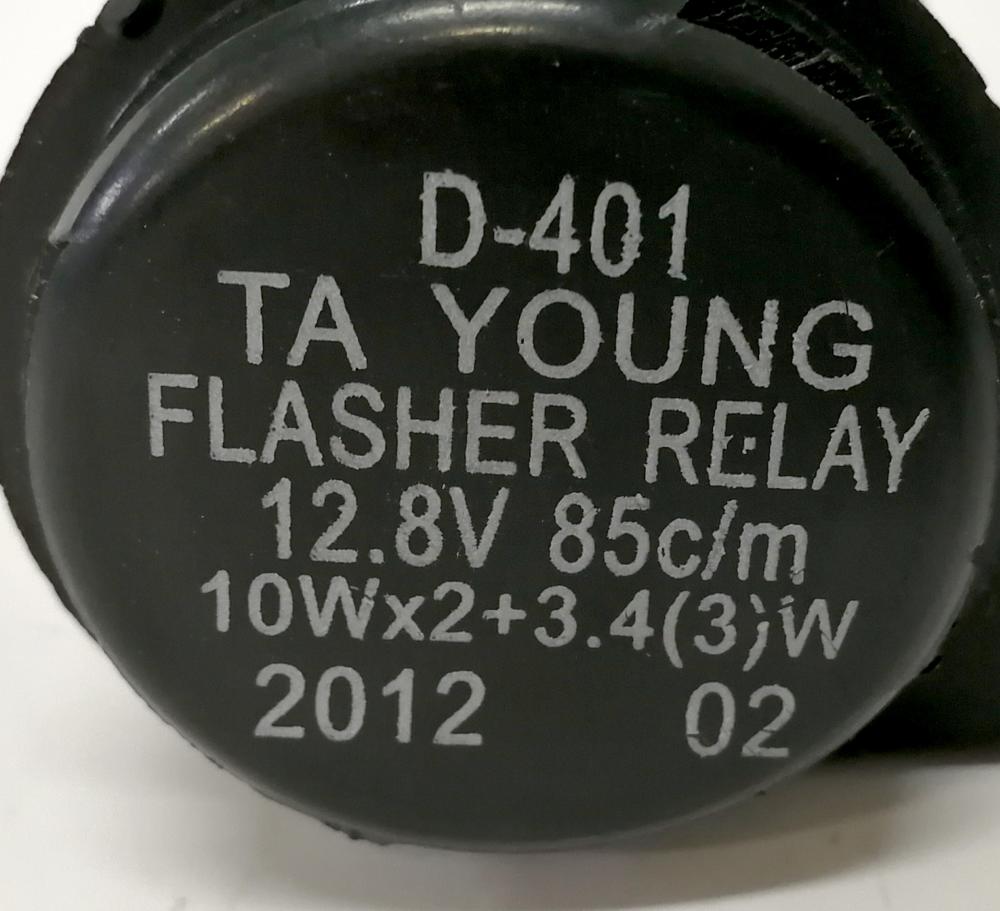 D-401
TA YOUNG
FLASHER RELAY
12.8V 85c/m
10Wx2+3.4(3)W
2012 02